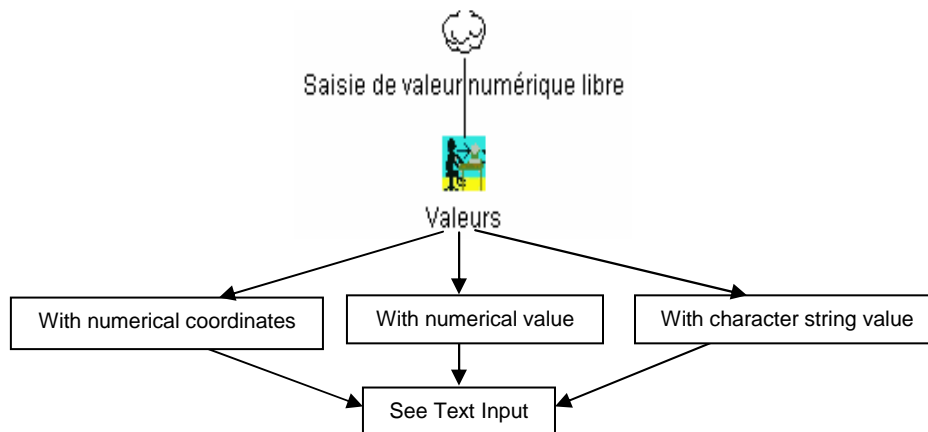 Saisie de valeur numérique libre
Valeurs
With numerical coordinates
With numerical value
With character string value
See Text Input